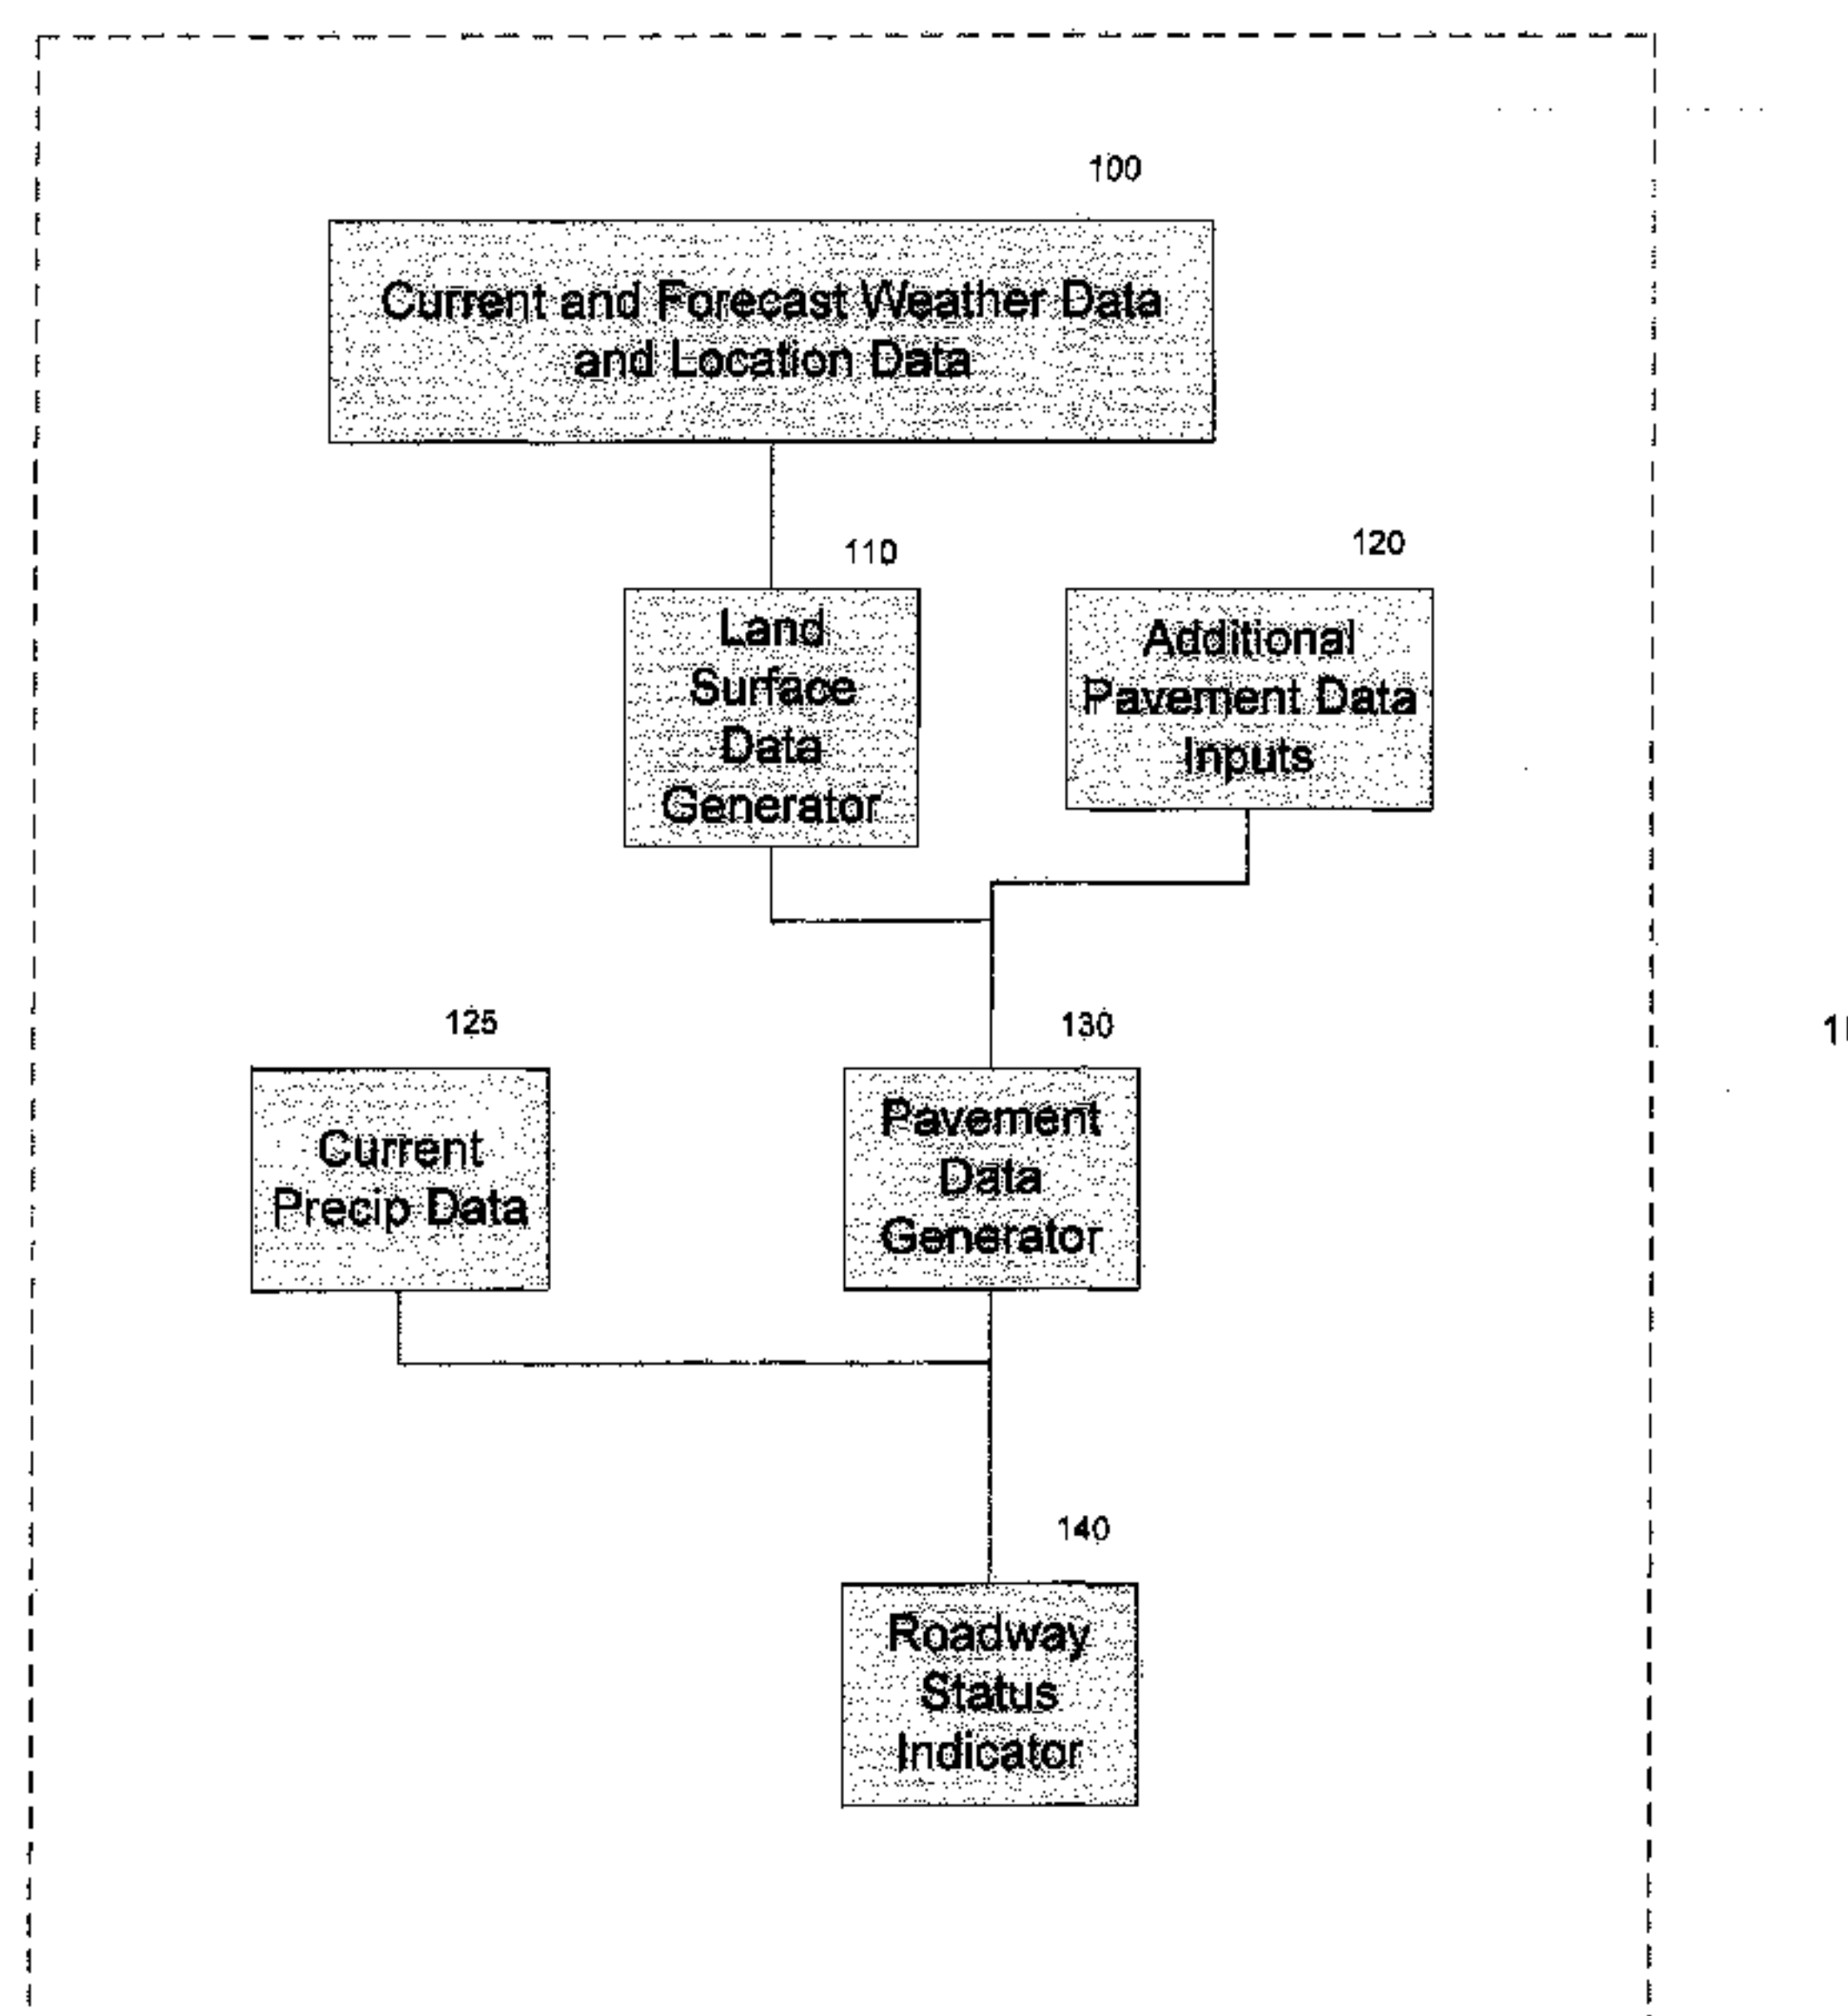 100
Current and Forecast Weather Data
and Location Data
110
120
Land
Surface
Data
Generator
Additional
Pavement Data
Inputs
125
130
Current
Precip Data
Pavement
Data
Generator
140
Roadway
Status
Indicator